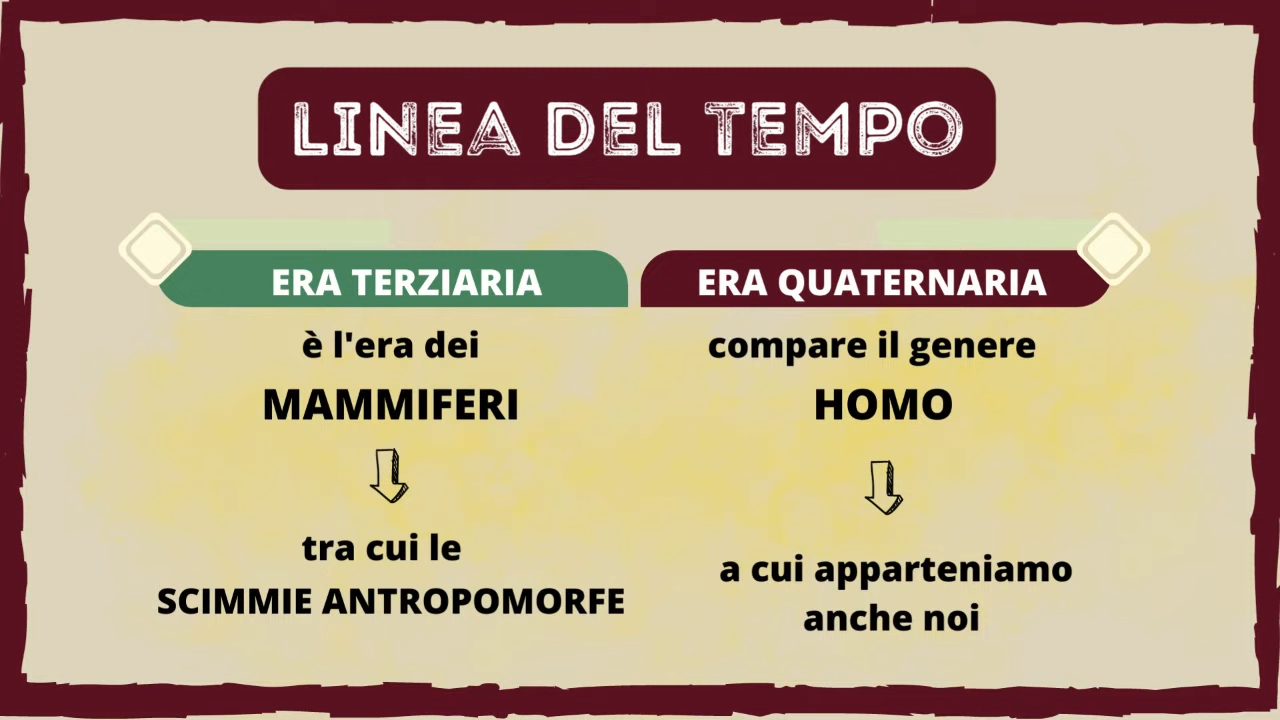 LINEA DEL TEMPO
ERA TERZIARIA
è l'era dei
MAMMIFERI
tra cui le
SCIMMIE ANTROPOMORFE
ERA QUATERNARIA
compare il genere
HOMO
a cui apparteniamo
anche noi